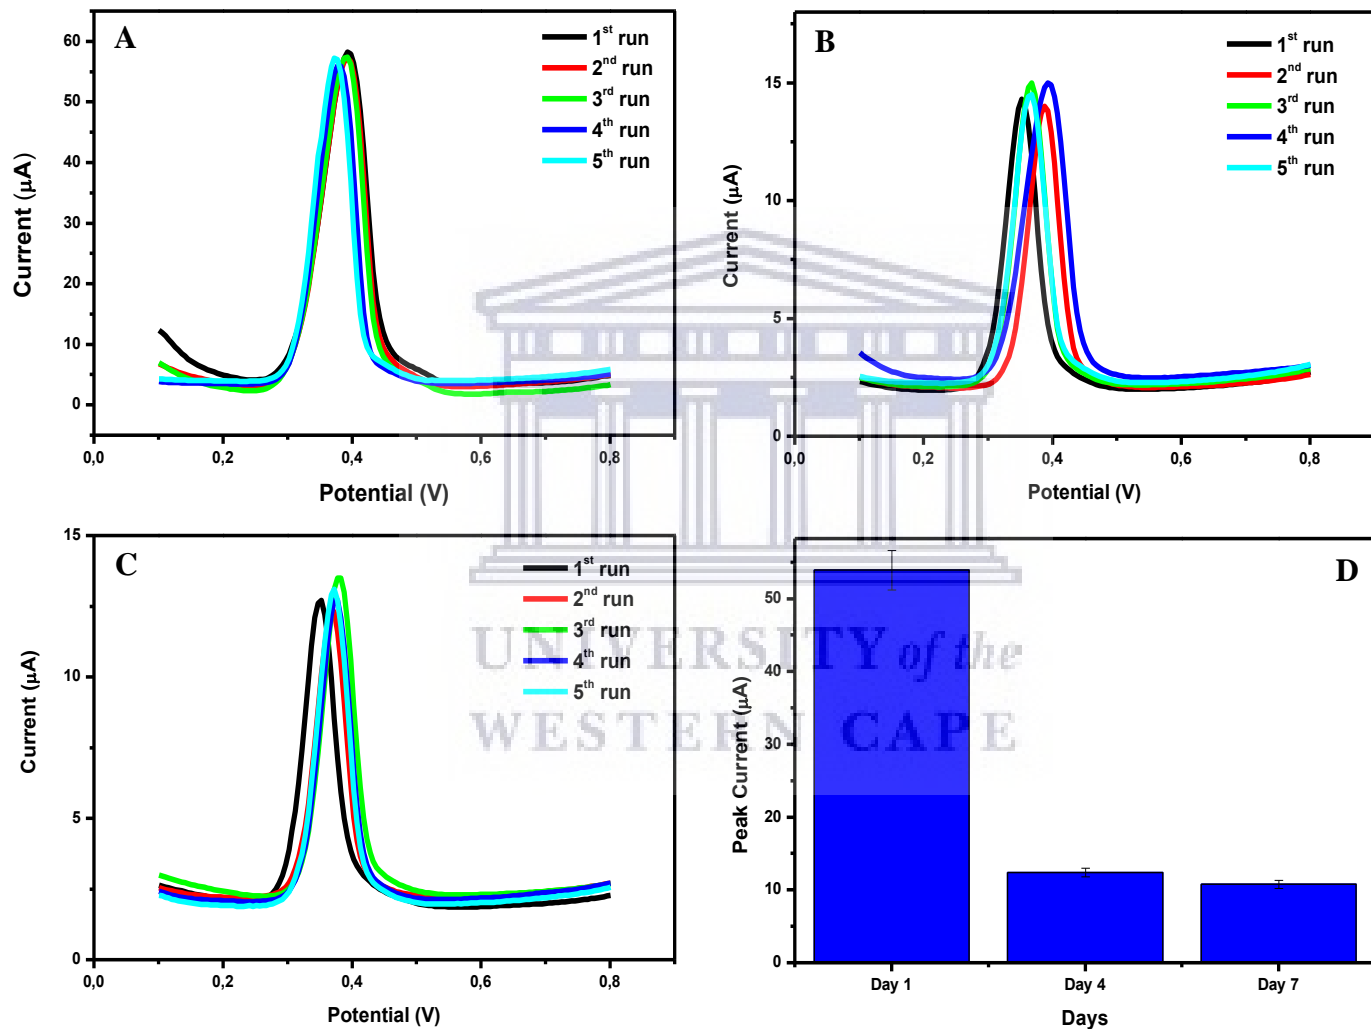 A
Current (µA)
60
50
40
30
20
10
0
0,0 0,2 0,4 0,6 0,8
Potential (V)
1st run
2nd run
3rd run
4th run
5th run
B
Current (µA)
15
10
5
0
0,0 0,2 0,4 0,6 0,8
Potential (V)
1st run
2nd run
3rd run
4th run
5th run
C
Current (µA)
15
10
5
0
0,0 0,2 0,4 0,6 0,8
Potential (V)
1st run
2nd run
3rd run
4th run
5th run
D
Peak Current (µA)
50
40
30
20
10
0
Day 1 Day 4 Day 7
Days
UNIVERSITY of the
WESTERN CAPE